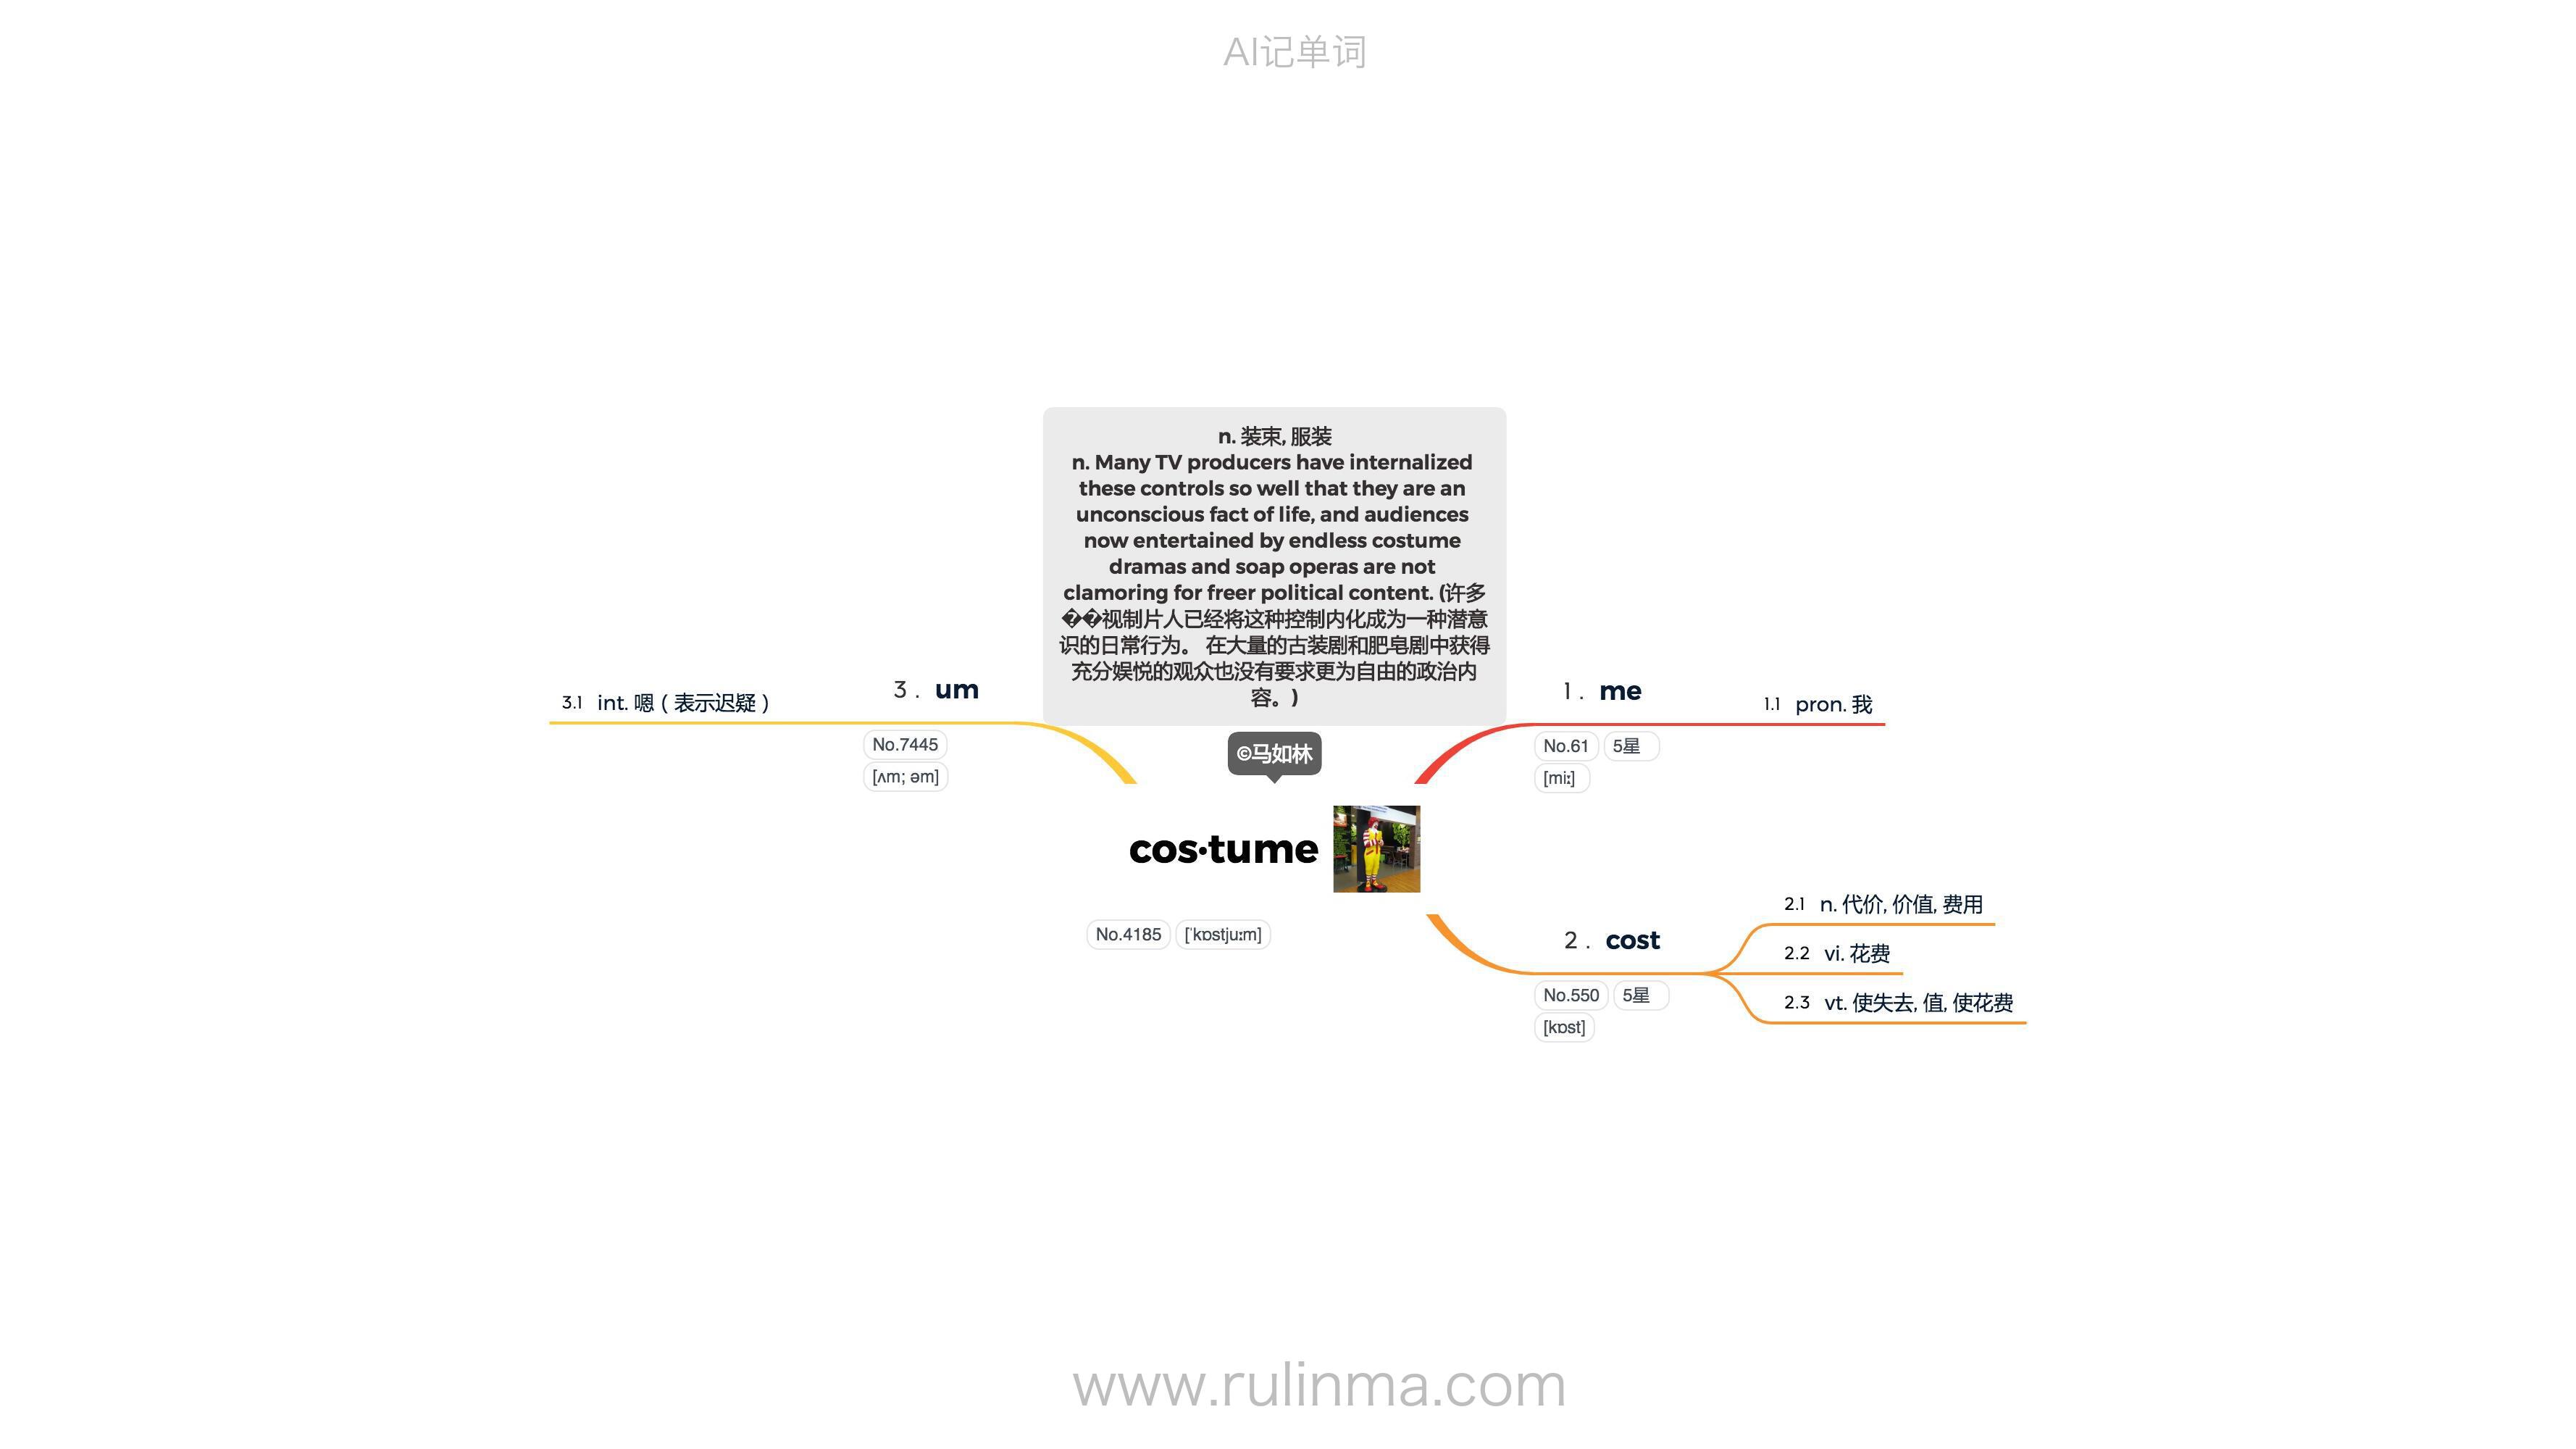 AI记单词
n. 装束, 服装
n. Many TV producers have internalized
these controls so well that they are an
unconscious fact of life, and audiences
now entertained by endless costume
dramas and soap operas are not
clamoring for freer political content. (许多
��视制片人已经将这种控制内化成为一种潜意
识的日常行为。 在大量的古装剧和肥皂剧中获得
充分娱悦的观众也没有要求更为自由的政治内
容。)
©马如林
cos·tume
No.4185 [ˈkɒstjuːm]
1 . me
No.61 5星
[miː]
1.1 pron. 我
2 . cost
No.550 5星
[kɒst]
2.1 n. 代价, 价值, 费用
2.2 vi. 花费
2.3 vt. 使失去, 值, 使花费
3 . um
No.7445
[ʌm; əm]
3.1 int. 嗯（表示迟疑）
www.rulinma.com